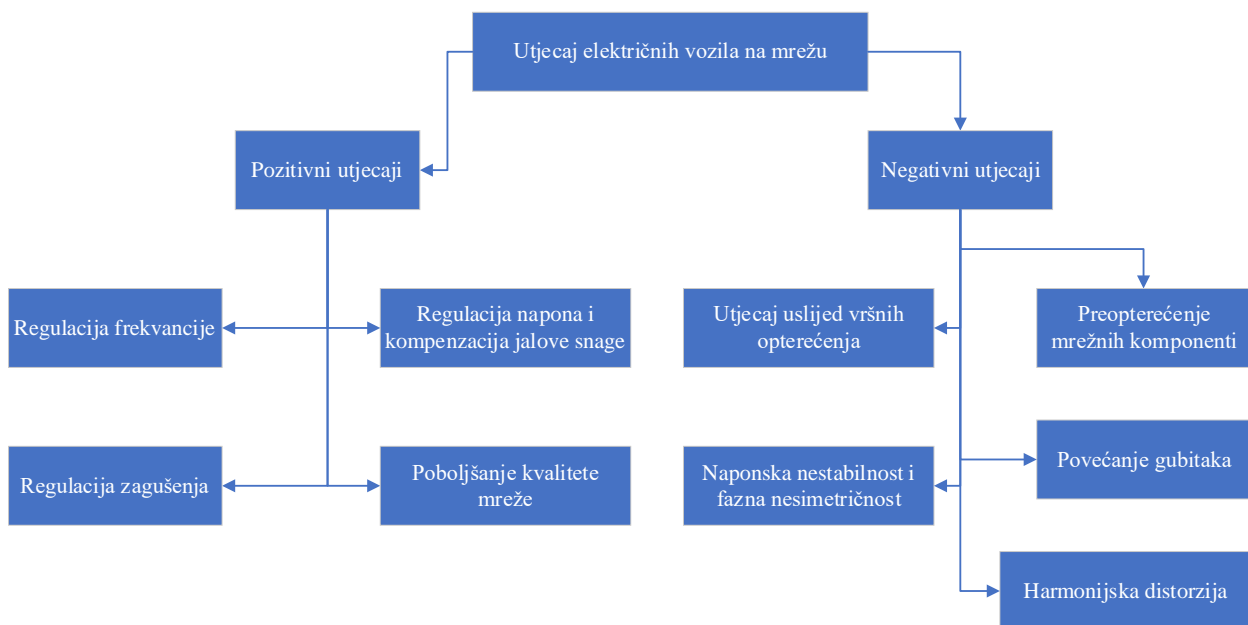 Utjecaj električnih vozila na mrežu
Pozitivni utjecaji
Negativni utjecaji
Regulacija frekvancije
Regulacija napona i
kompenzacija jalove snage
Utjecaj uslijed vršnih
opterećenja
Preopterećenje
mrežnih komponenti
Regulacija zagušenja
Poboljšanje kvalitete
mreže
Naponska nestabilnost i
fazna nesimetričnost
Povećanje gubitaka
Harmonijska distorzija